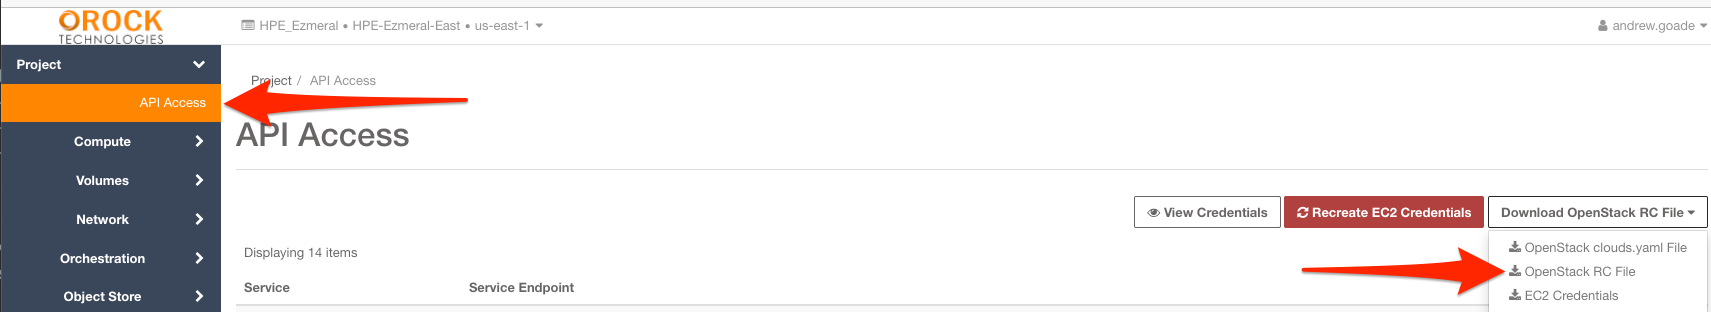 OROCK
TECHNOLOGIES
HPE_Ezmeral • HPE-Ezmeral-East • us-east-1
andrew.goade
Project
API Access
Compute
Volumes
Network
Orchestration
Object Store
Project / API Access
API Access
View Credentials
Recreate EC2 Credentials
Download OpenStack RC File
OpenStack clouds.yaml File
OpenStack RC File
EC2 Credentials
Displaying 14 items
Service Service Endpoint